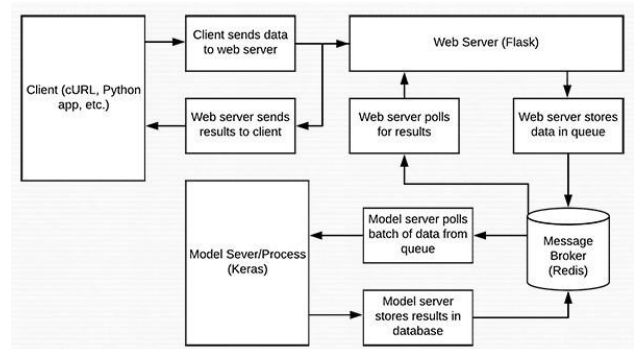 Client (cURL, Python
app, etc.)
Client sends data
to web server
Web Server (Flask)
Web server sends
results to client
Web server polls
for results
Web server stores
data in queue
Model Sever/Process
(Keras)
Model server polls
batch of data from
queue
Message
Broker
(Redis)
Model server
stores results in
database